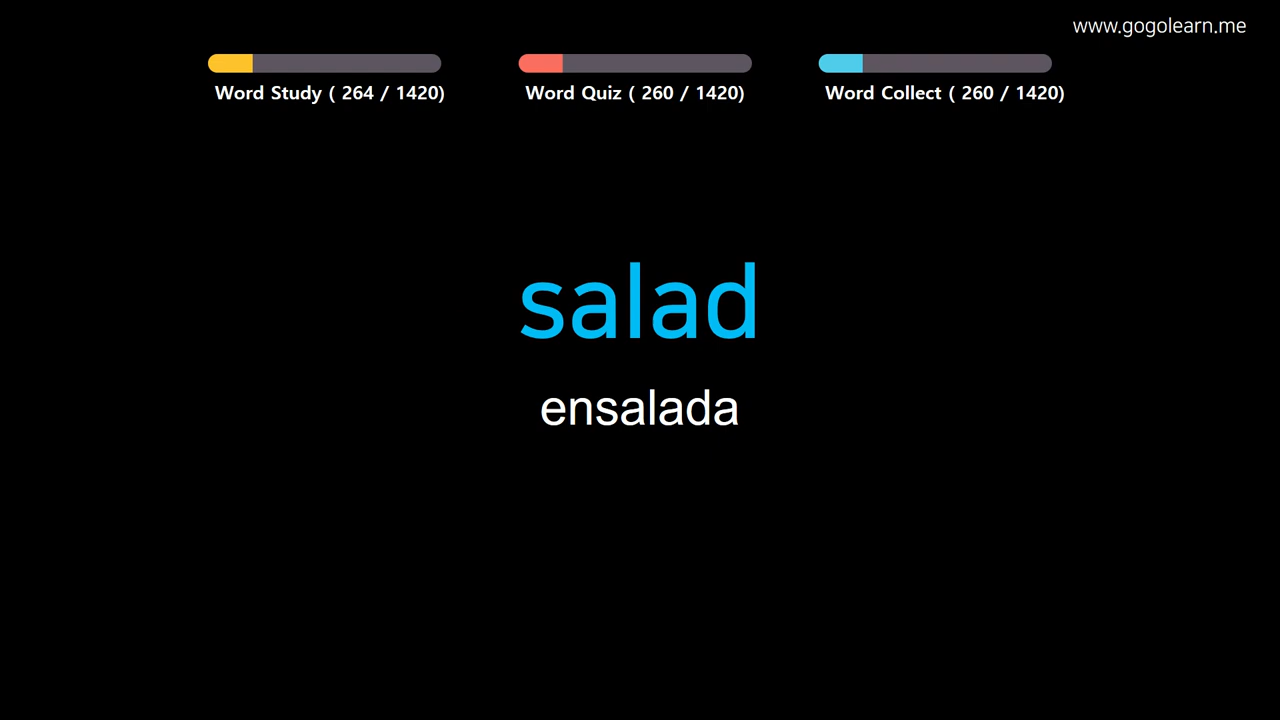 www.gogolearn.me
Word Study ( 264 / 1420)
Word Quiz ( 260 / 1420)
Word Collect ( 260 / 1420)
salad
ensalada